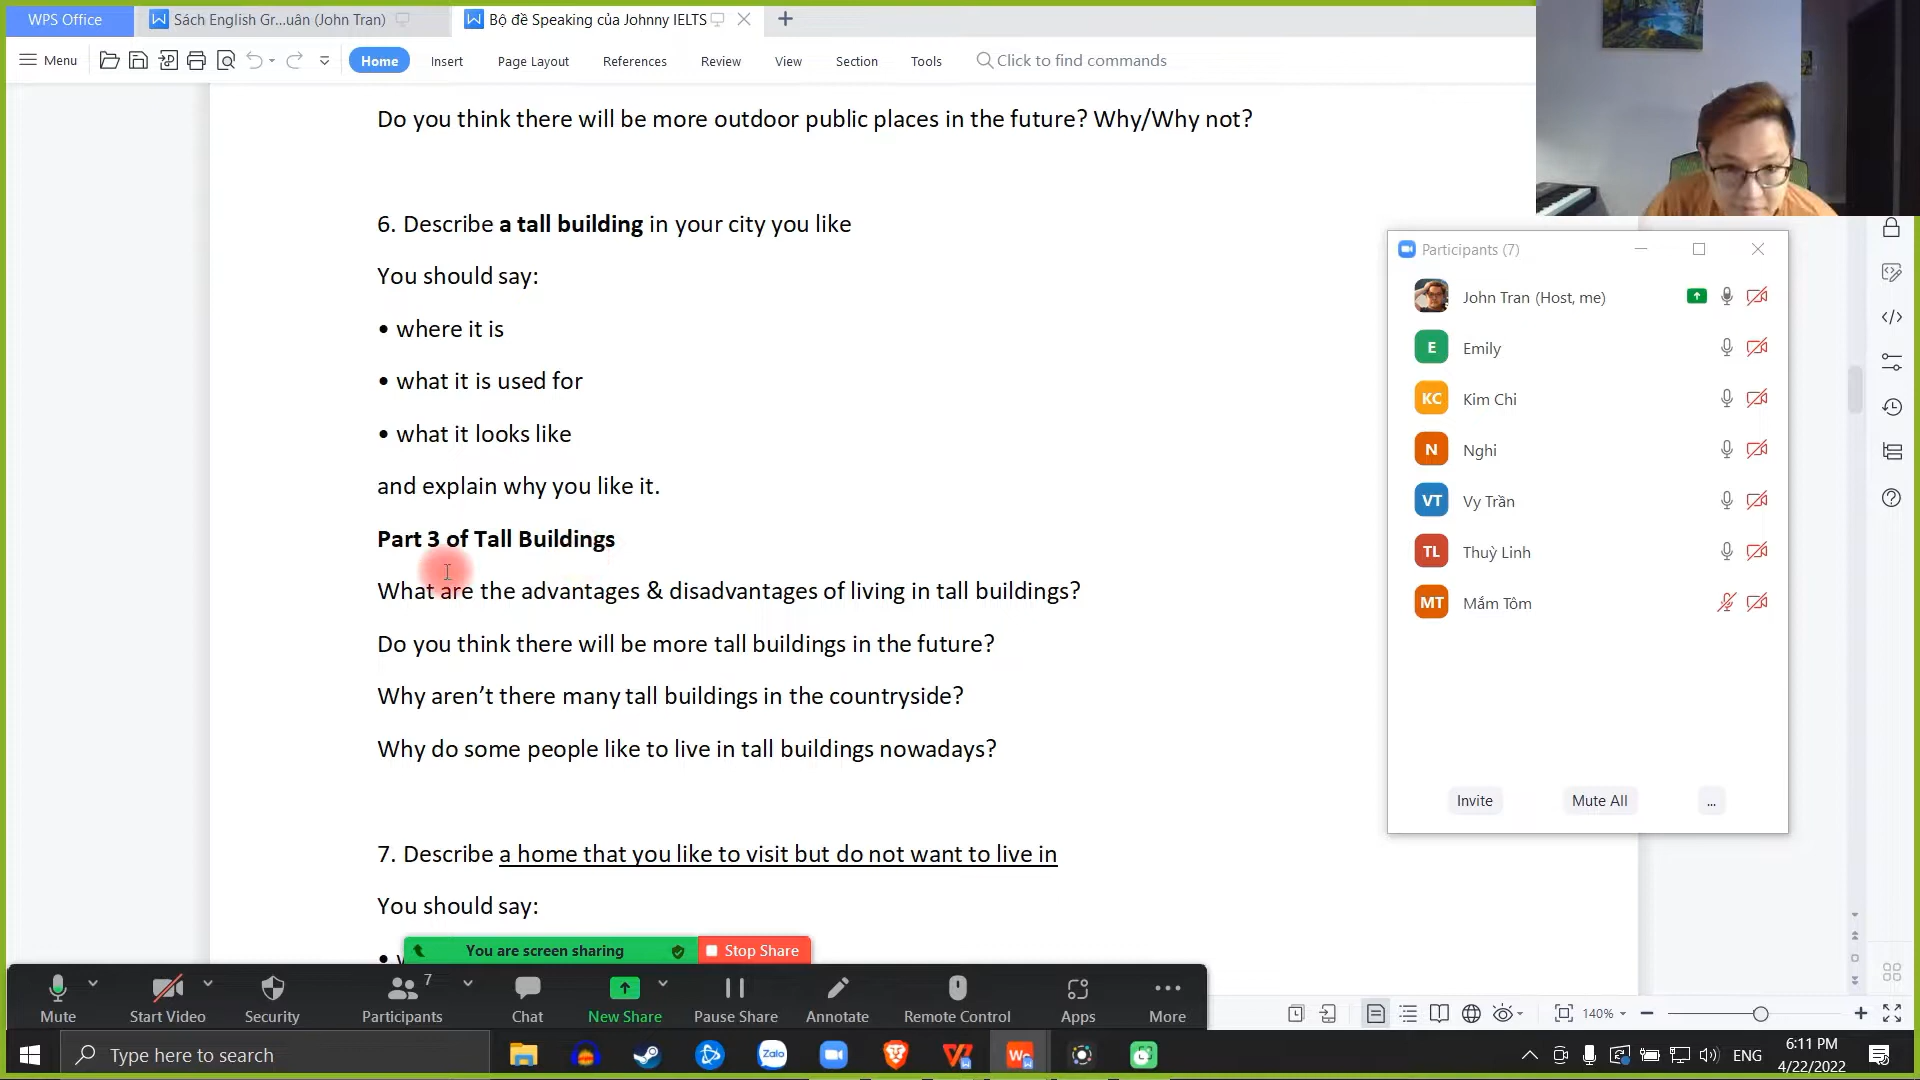 WPS Office
Sách English Gr...uân (John Tran)
Bộ đề Speaking của Johnny IELTS
Menu
Home
Insert
Page Layout
References
Review
View
Section
Tools
Click to find commands
Do you think there will be more outdoor public places in the future? Why/Why not?
6. Describe a tall building in your city you like
You should say:
• where it is
• what it is used for
• what it looks like
and explain why you like it.
Part 3 of Tall Buildings
What are the advantages & disadvantages of living in tall buildings?
Do you think there will be more tall buildings in the future?
Why aren’t there many tall buildings in the countryside?
Why do some people like to live in tall buildings nowadays?
7. Describe a home that you like to visit but do not want to live in
You should say:
Participants (7)
John Tran (Host, me)
E Emily
KC Kim Chi
N Nghi
VT Vy Trần
TL Thuỳ Linh
MT Mắm Tôm
Invite
Mute All
...
You are screen sharing
Stop Share
Mute
Start Video
Security
7
Participants
Chat
New Share
Pause Share
Annotate
Remote Control
Apps
More
140%
Type here to search
Zalo
ENG
6:11 PM
4/22/2022